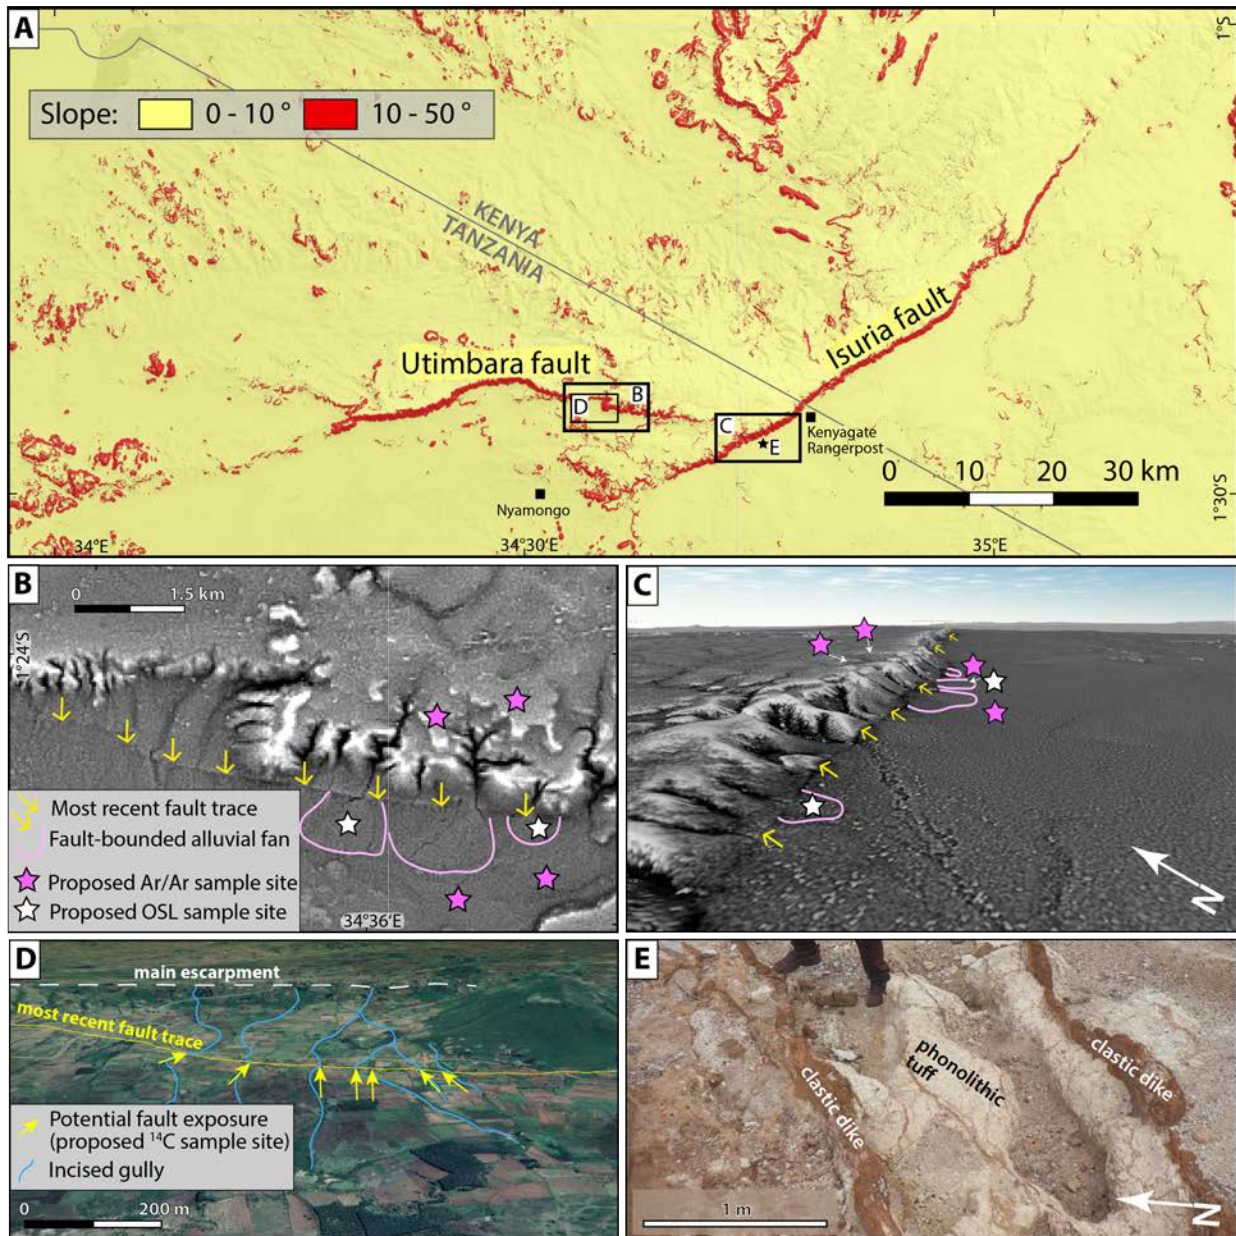 A
1°S
Slope:
0 - 10 °
10 - 50 °
KENYA
TANZANIA
Isuria fault
Utimbara fault
B
D
C
E
Kenyagate
Rangerpost
Nyamongo
0 10 20 30 km
1°30'S
34°E
34°30'E
35°E
B
0 1.5 km
1°24'S
Most recent fault trace
Fault-bounded alluvial fan
Proposed Ar/Ar sample site
Proposed OSL sample site
34°36'E
C
N
D
main escarpment
most recent fault trace
Potential fault exposure
(proposed ¹⁴C sample site)
Incised gully
0 200 m
E
phonolithic
tuff
clastic dike
clastic dike
1 m
N